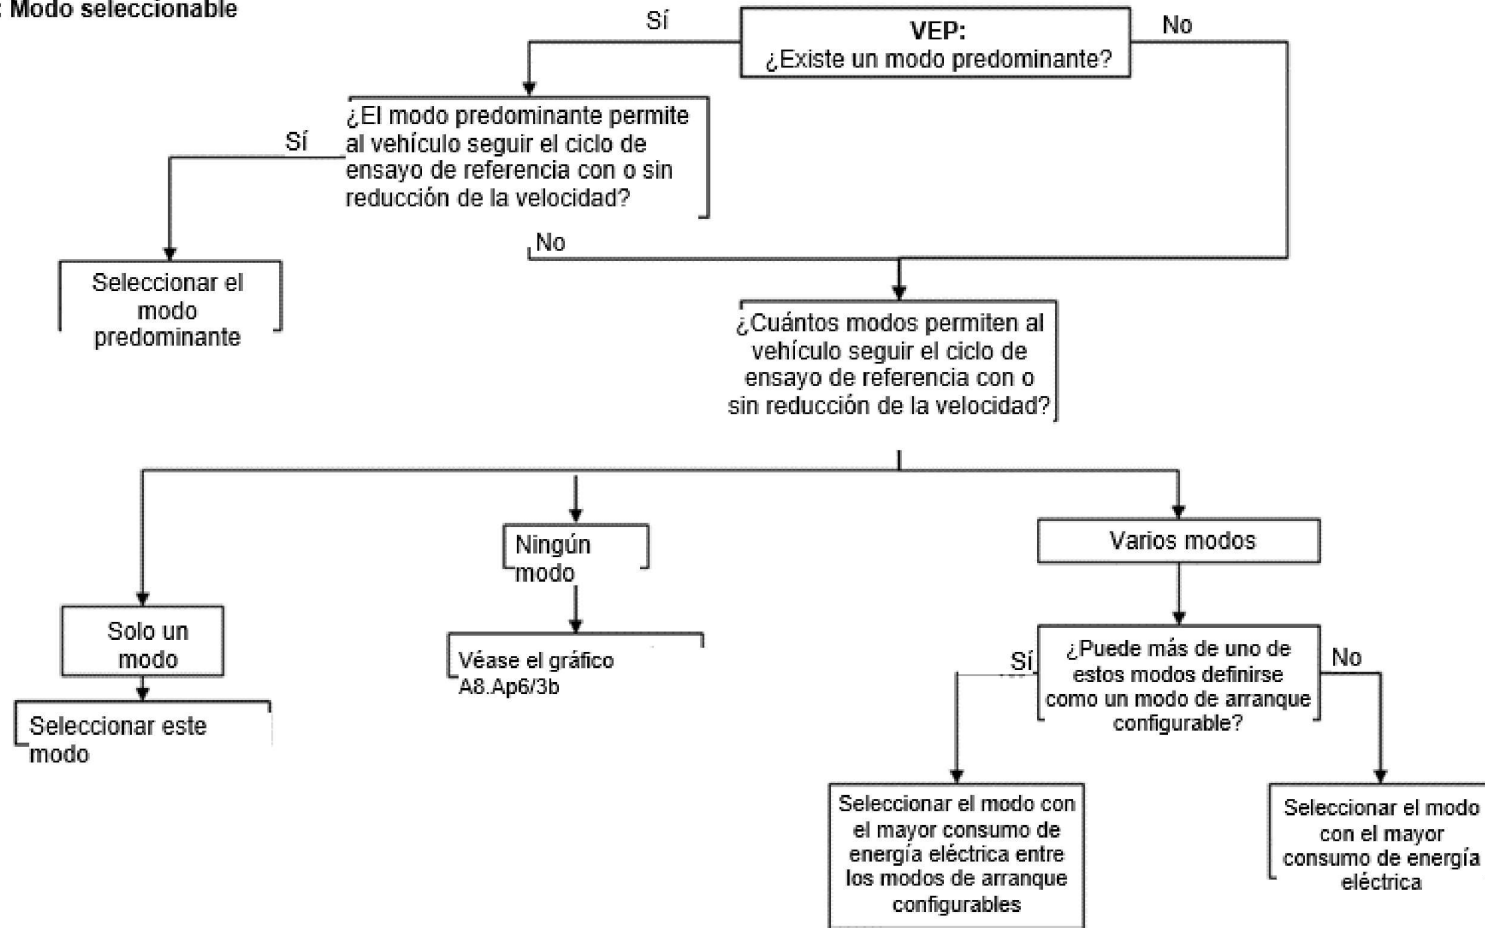 : Modo seleccionable
Sí
VEP:
¿Existe un modo predominante?
No
¿El modo predominante permite
al vehículo seguir el ciclo de
ensayo de referencia con o sin
reducción de la velocidad?
Sí
No
Seleccionar el
modo
predominante
¿Cuántos modos permiten al
vehículo seguir el ciclo de
ensayo de referencia con o
sin reducción de la velocidad?
Solo un
modo
Seleccionar este
modo
Ningún
modo
Véase el gráfico
A8.Ap6/3b
Varios modos
Sí
¿Puede más de uno de
estos modos definirse
como un modo de arranque
configurable?
No
Seleccionar el modo con
el mayor consumo de
energía eléctrica entre
los modos de arranque
configurables
Seleccionar el modo
con el mayor
consumo de energía
eléctrica